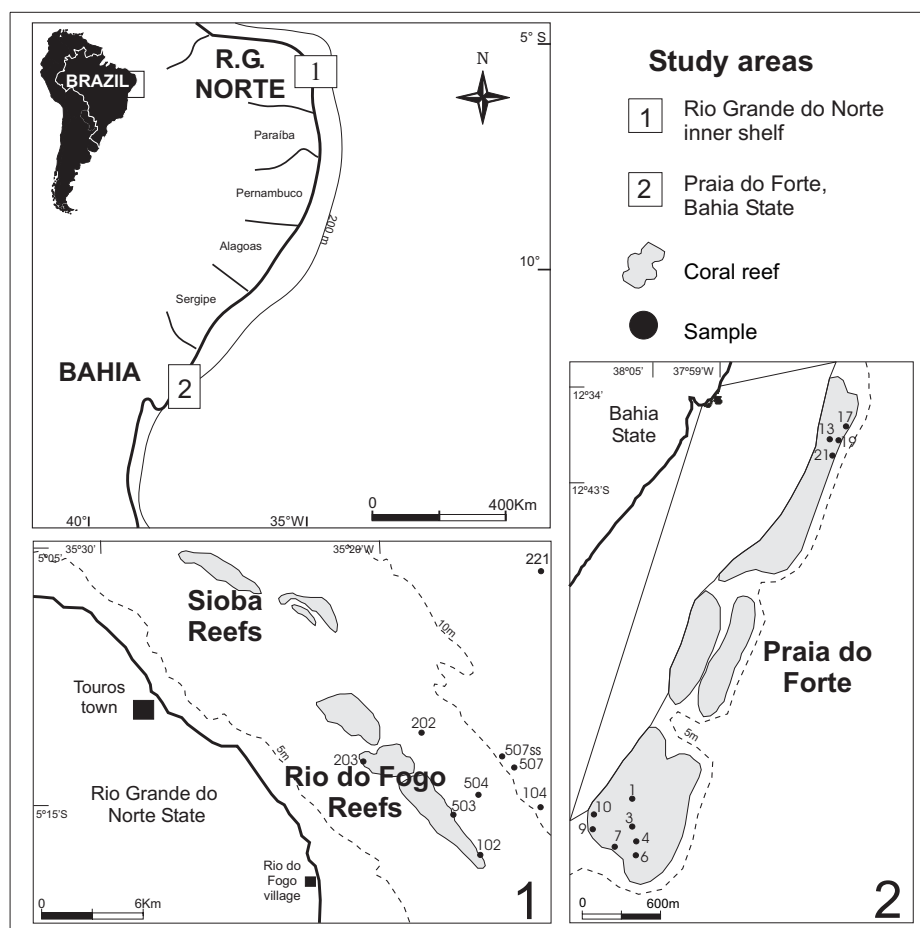 BRAZIL
R.G.
NORTE
1
5° S
N
Paraíba
Pernambuco
200 m
Alagoas
10°
Sergipe
BAHIA
2
0 400Km
40° 35°W
Study areas
1 Rio Grande do Norte
inner shelf
2 Praia do Forte,
Bahia State
Coral reef
Sample
35°30' 35°20'W
5°05'
221
Sioba
Reefs
10m
Touros
town
202
5m
203
507ss
507
Rio do Fogo
Reefs
504
503
104
Rio Grande do
Norte State
5°15'S
102
Rio do
Fogo
village
0 6Km
1
38°05' 37°59'W
12°34'
Bahia
State
17
13 19
21
12°43'S
Praia do
Forte
5m
1
10
3
9
4
7
6
0 600m
2